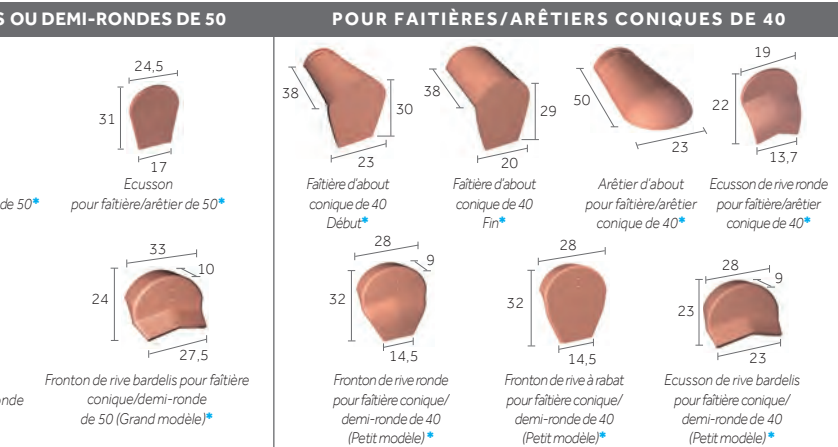 S OU DEMI-RONDES DE 50
POUR FAITIÈRES/ARÊTIERS CONIQUES DE 40
24,5
31
17
Ecusson
pour faîtière/arêtier de 50*
de 50*
38
30
23
Faîtière d'about
conique de 40
Début*
38
29
20
Faîtière d'about
conique de 40
Fin*
50
23
Arêtier d'about
pour faîtière/arêtier
conique de 40*
19
22
13,7
Ecusson de rive ronde
pour faîtière/arêtier
conique de 40*
33
10
24
27,5
Fronton de rive bardelis pour faîtière
conique/demi-ronde
de 50 (Grand modèle)*
onde
28
9
32
14,5
Fronton de rive ronde
pour faîtière conique/
demi-ronde de 40
(Petit modèle) *
28
32
14,5
Fronton de rive à rabat
pour faîtière conique/
demi-ronde de 40
(Petit modèle)*
28
9
23
23
Ecusson de rive bardelis
pour faîtière conique/
demi-ronde de 40
(Petit modèle)*